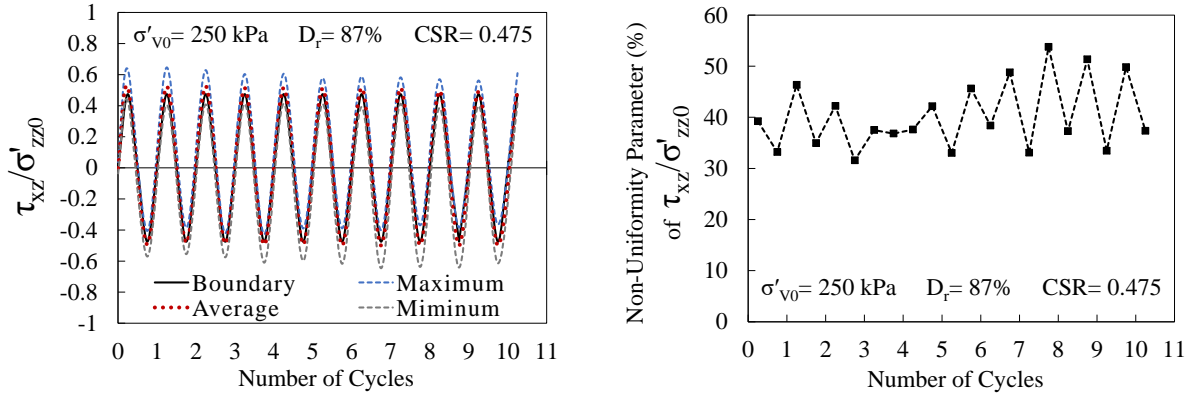 σ'V0= 250 kPa Dr= 87% CSR= 0.475
1
0.8
0.6
0.4
0.2
0
-0.2
-0.4
-0.6
-0.8
-1
τxz/σ'zz0
Boundary
Maximum
Average
Miminum
0 1 2 3 4 5 6 7 8 9 10 11
Number of Cycles
Non-Uniformity Parameter (%)
of τxz/σ'zz0
60
50
40
30
20
10
0
σ'V0= 250 kPa Dr= 87% CSR= 0.475
0 1 2 3 4 5 6 7 8 9 10 11
Number of Cycles